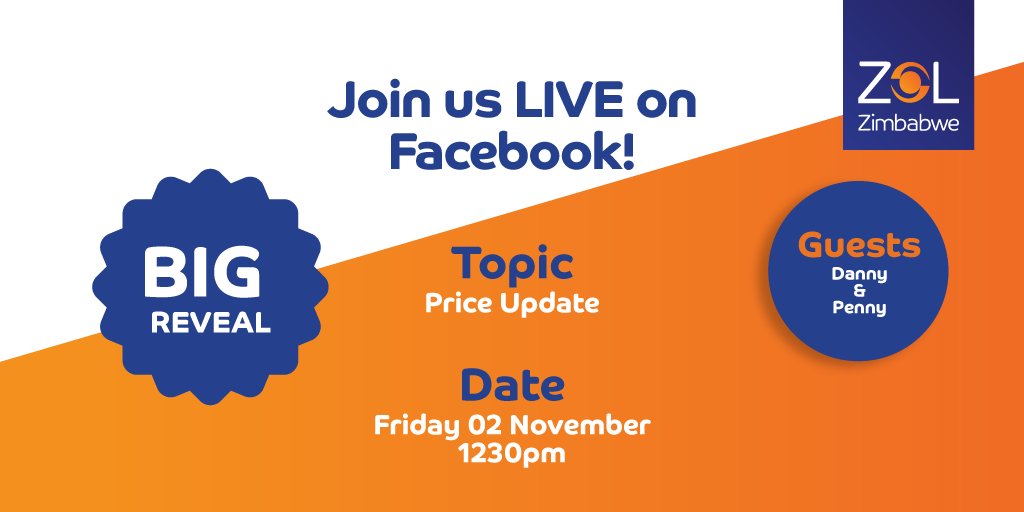 Join us LIVE on
Facebook!
ZOL
Zimbabwe
BIG
REVEAL
Topic
Price Update
Guests
Danny
&
Penny
Date
Friday 02 November
1230pm